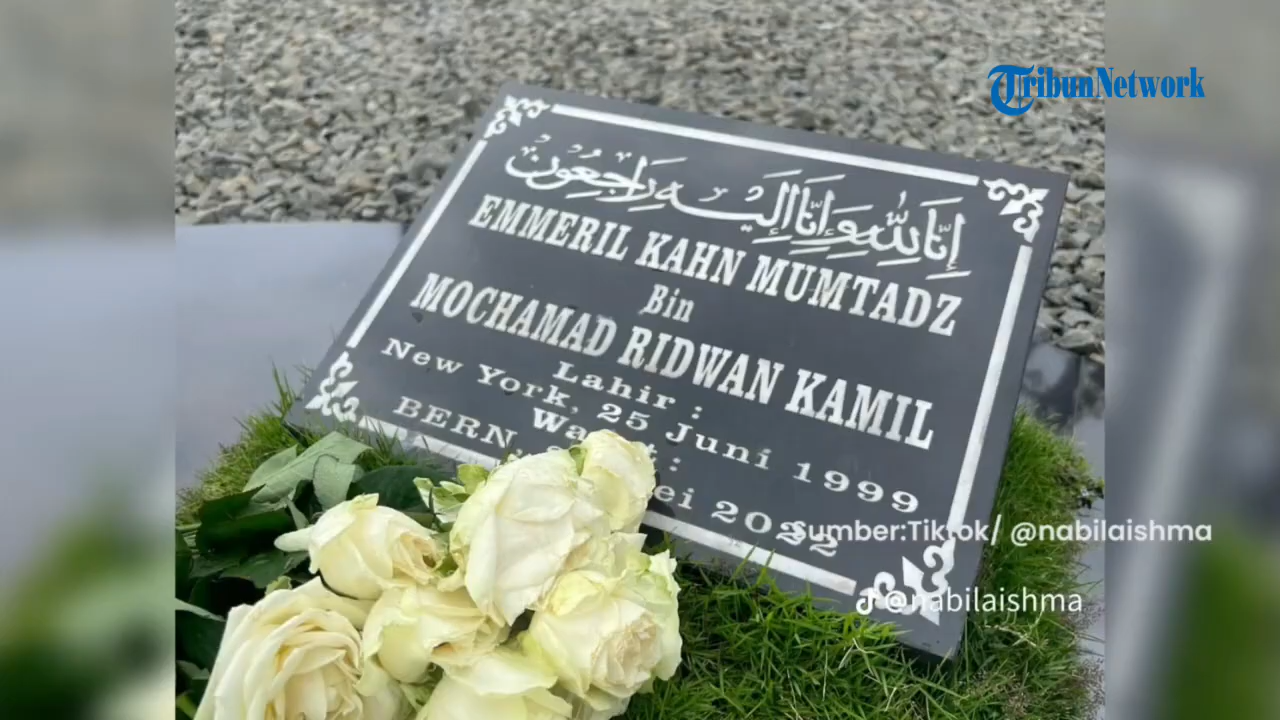 TribunNetwork
إِنَّا لِلّٰهِ وَإِنَّا إِلَيْهِ رَاجِعُوْنَ
EMMERIL KAHN MUMTADZ
Bin
MOCHAMAD RIDWAN KAMIL
Lahir :
New York, 25 Juni 1999
:
BERN, 2022
Sumber:Tiktok/ @nabilaishma
@nabilaishma